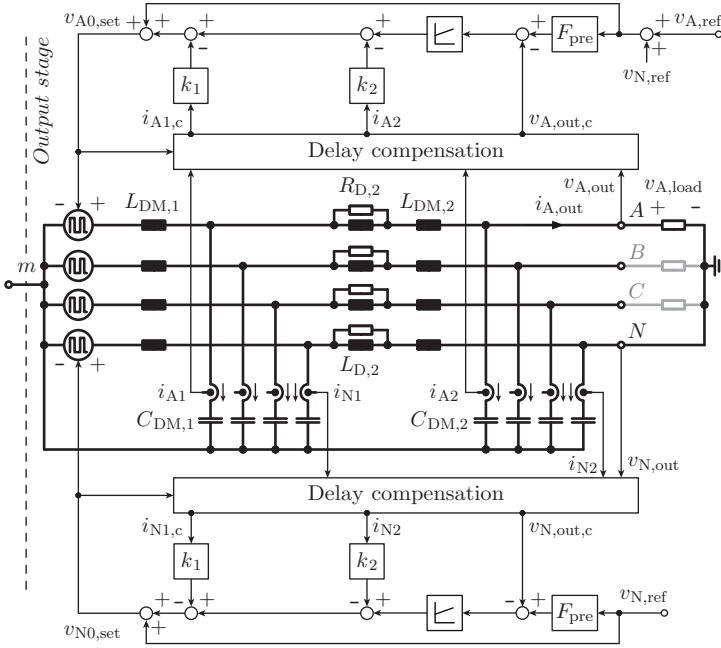 v_A0,set + + + + + F_pre + + v_A,ref
- - - + v_N,ref
k_1 k_2
i_A1,c i_A2 v_A,out,c
Output stage
Delay compensation
- + L_DM,1 R_D,2 L_DM,2 v_A,out v_A,load
i_A,out A + -
m B
C
N
- + L_D,2
i_A1 i_N1 i_A2
C_DM,1 C_DM,2
i_N2 v_N,out
Delay compensation
i_N1,c i_N2 v_N,out,c
k_1 k_2
+ - + - + - + v_N,ref
F_pre
v_N0,set +